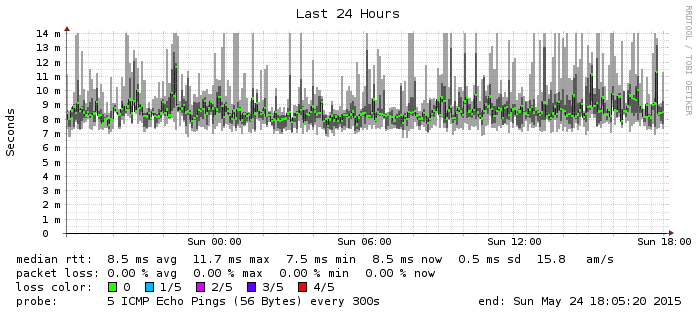 Last 24 Hours
RRDTOOL / TOBI OETIKER
Seconds
14 m
13 m
12 m
11 m
10 m
9 m
8 m
7 m
6 m
5 m
4 m
3 m
2 m
1 m
0
Sun 00:00 Sun 06:00 Sun 12:00 Sun 18:00
median rtt: 8.5 ms avg 11.7 ms max 7.5 ms min 8.5 ms now 0.5 ms sd 15.8 am/s
packet loss: 0.00 % avg 0.00 % max 0.00 % min 0.00 % now
loss color: 0 1/5 2/5 3/5 4/5
probe: 5 ICMP Echo Pings (56 Bytes) every 300s end: Sun May 24 18:05:20 2015